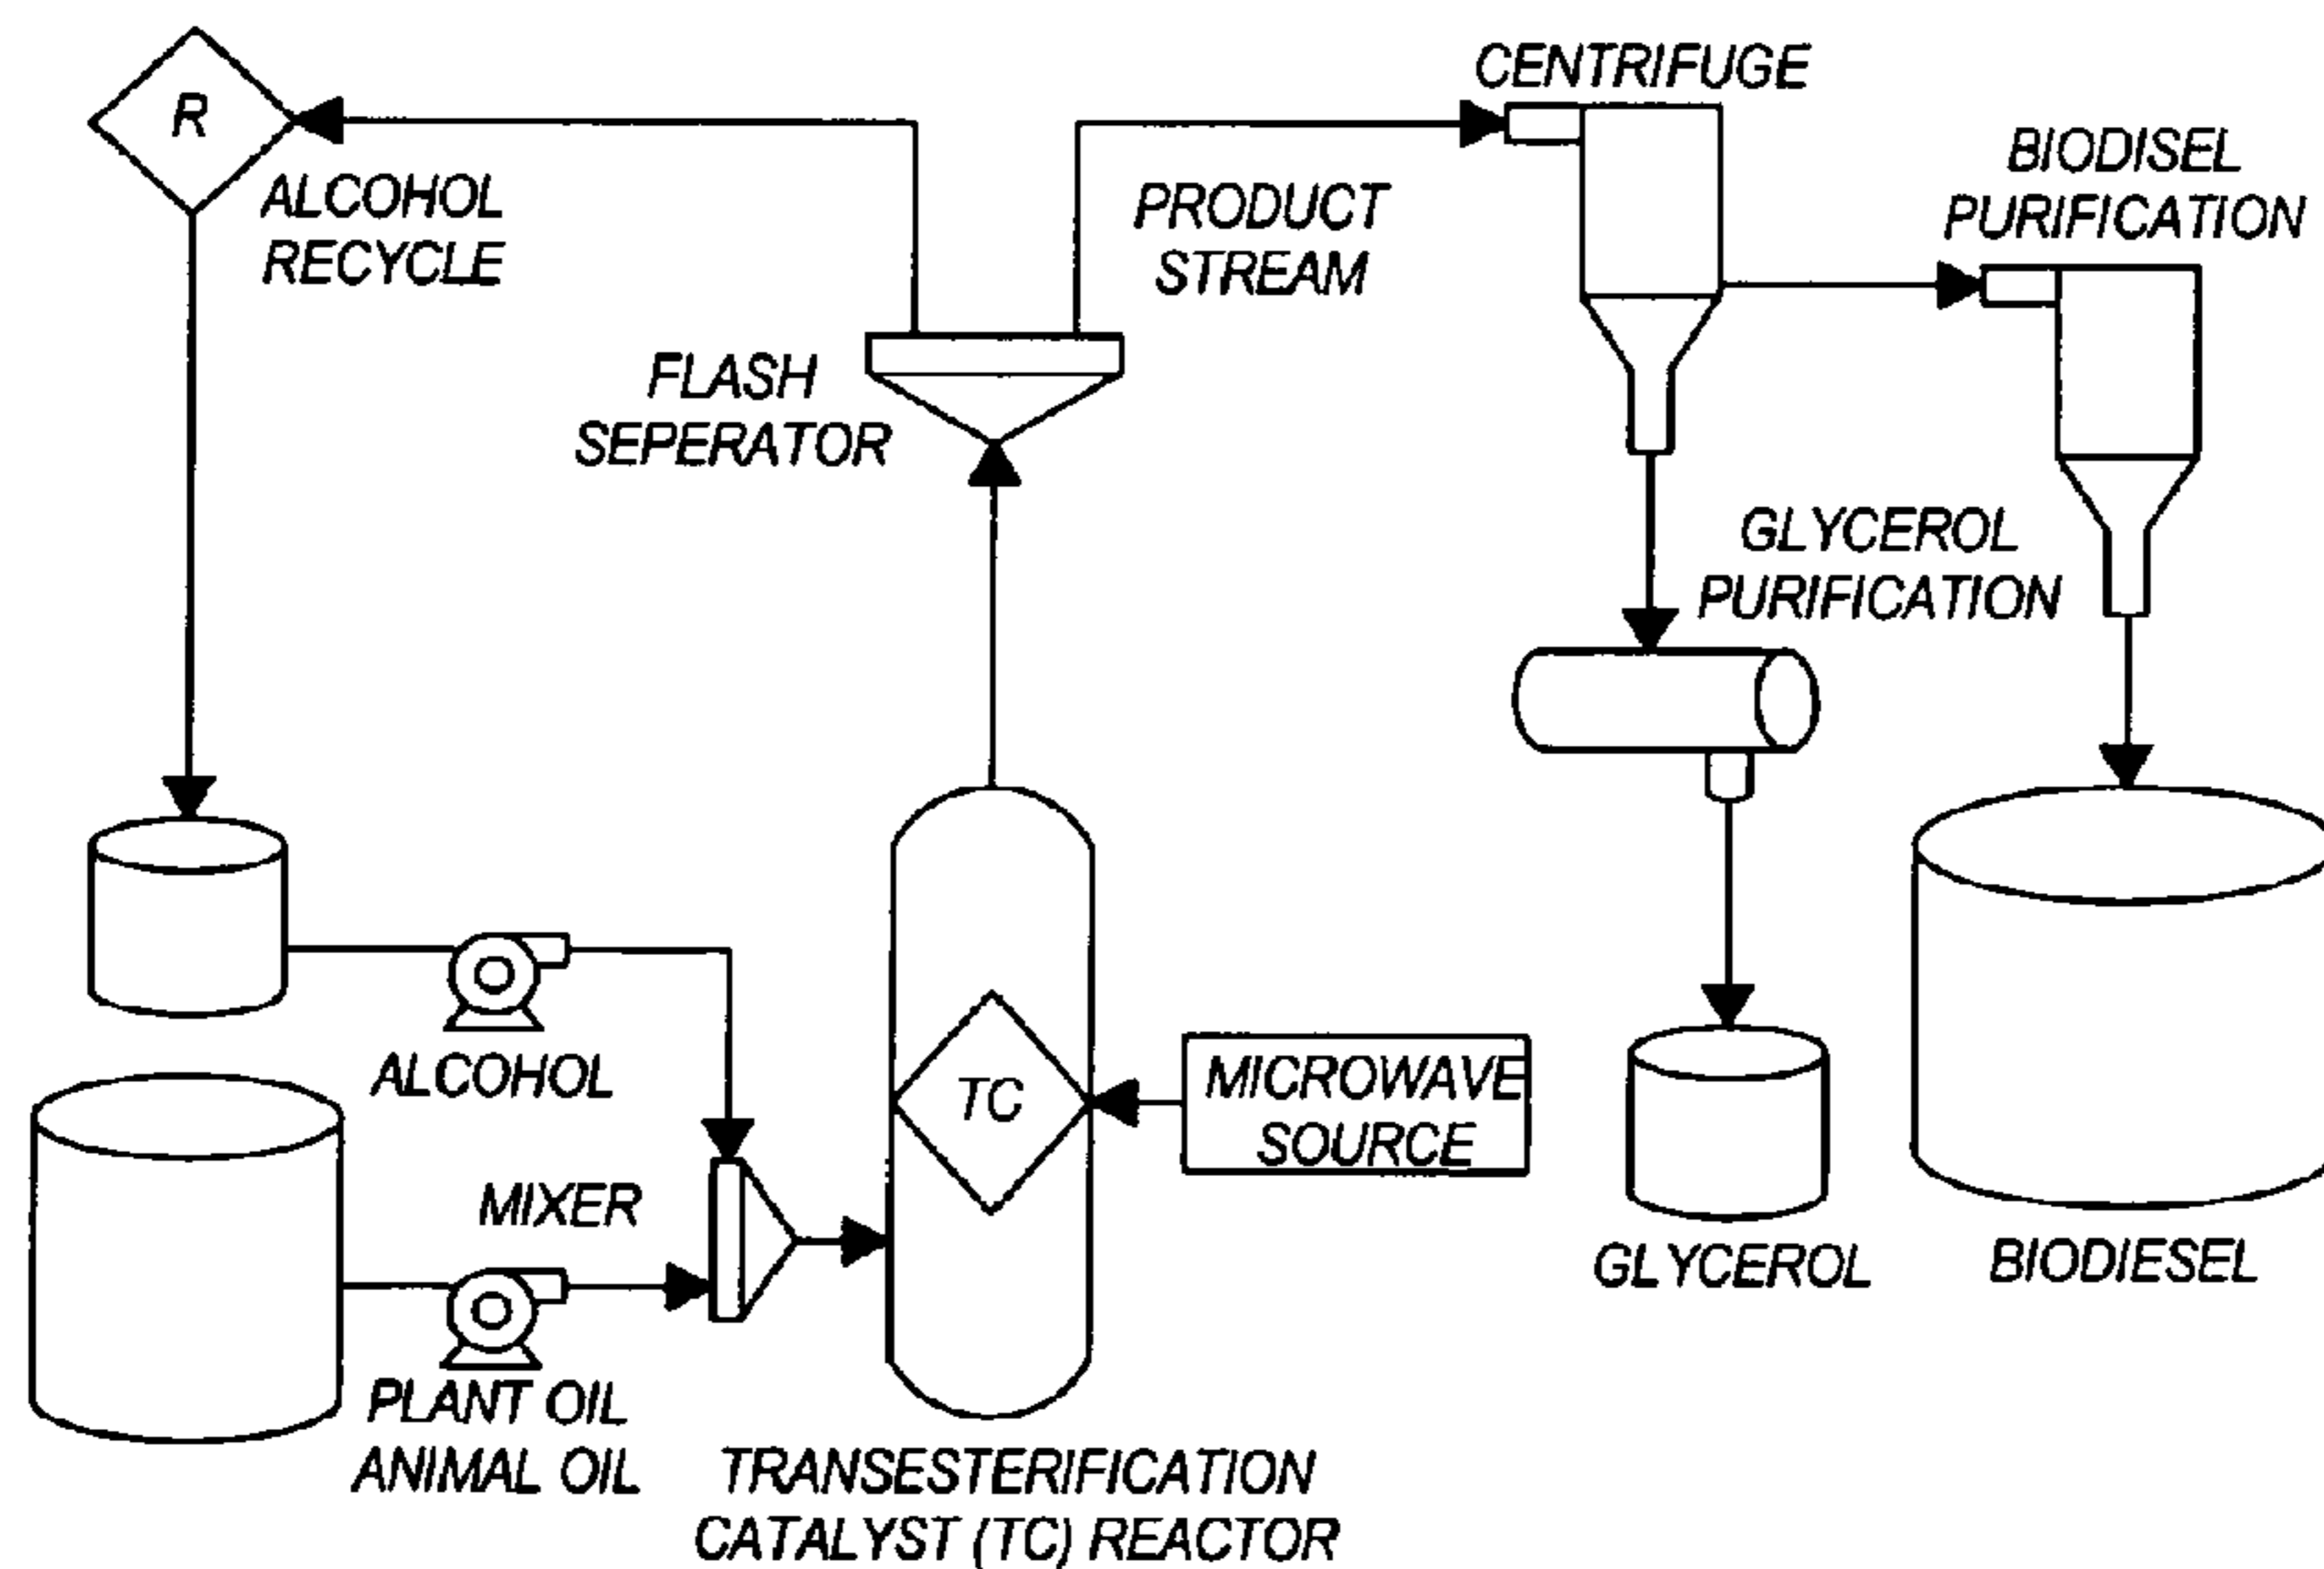 R
ALCOHOL
RECYCLE
CENTRIFUGE
BIODISEL
PURIFICATION
PRODUCT
STREAM
FLASH
SEPERATOR
GLYCEROL
PURIFICATION
ALCOHOL
TC
MICROWAVE
SOURCE
MIXER
GLYCEROL
BIODIESEL
PLANT OIL
ANIMAL OIL
TRANSESTERIFICATION
CATALYST (TC) REACTOR